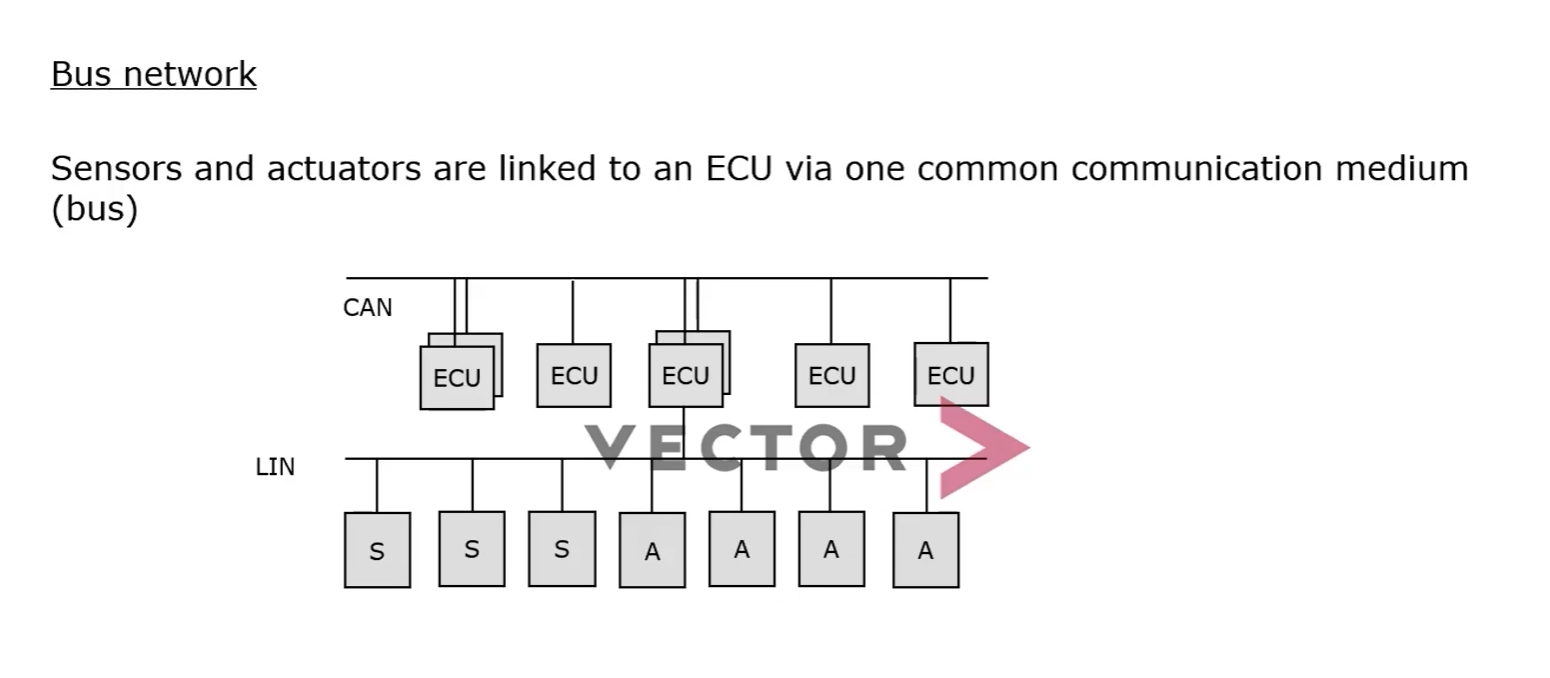 Bus network
Sensors and actuators are linked to an ECU via one common communication medium
(bus)
CAN
ECU ECU ECU ECU ECU
VECTOR
LIN
S S S A A A A